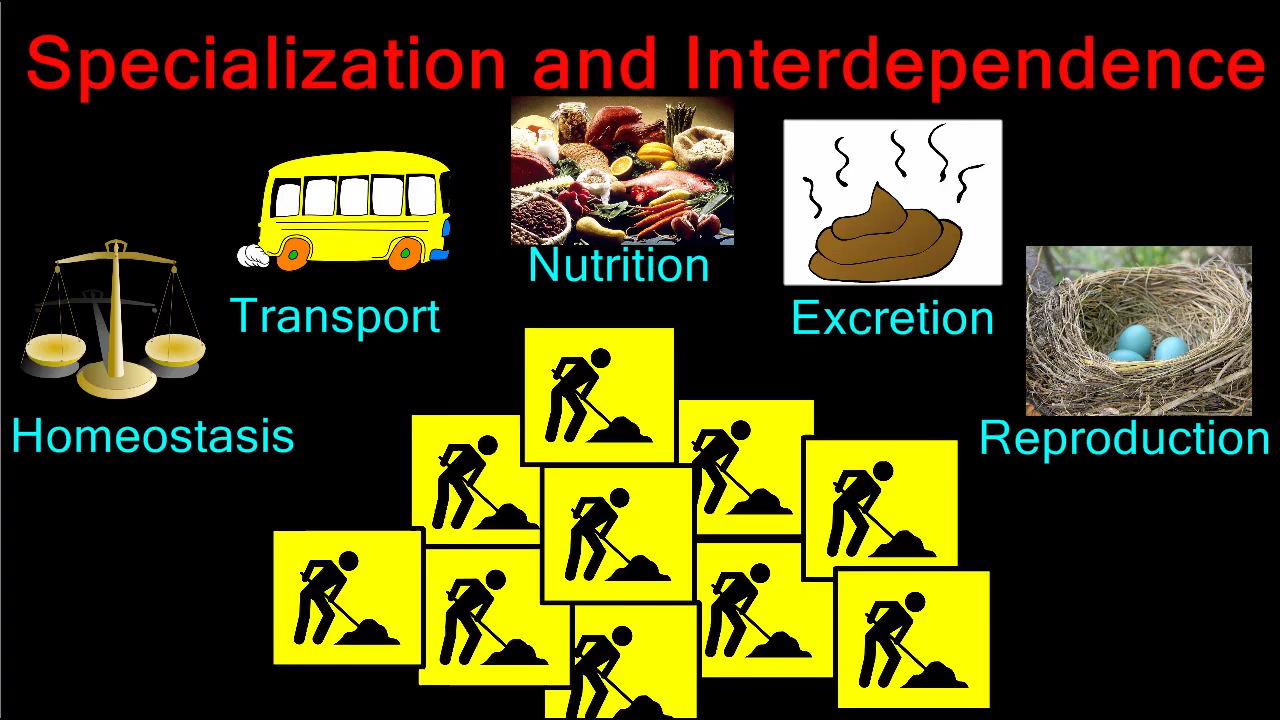 Specialization and Interdependence
Nutrition
Transport
Excretion
Homeostasis
Reproduction